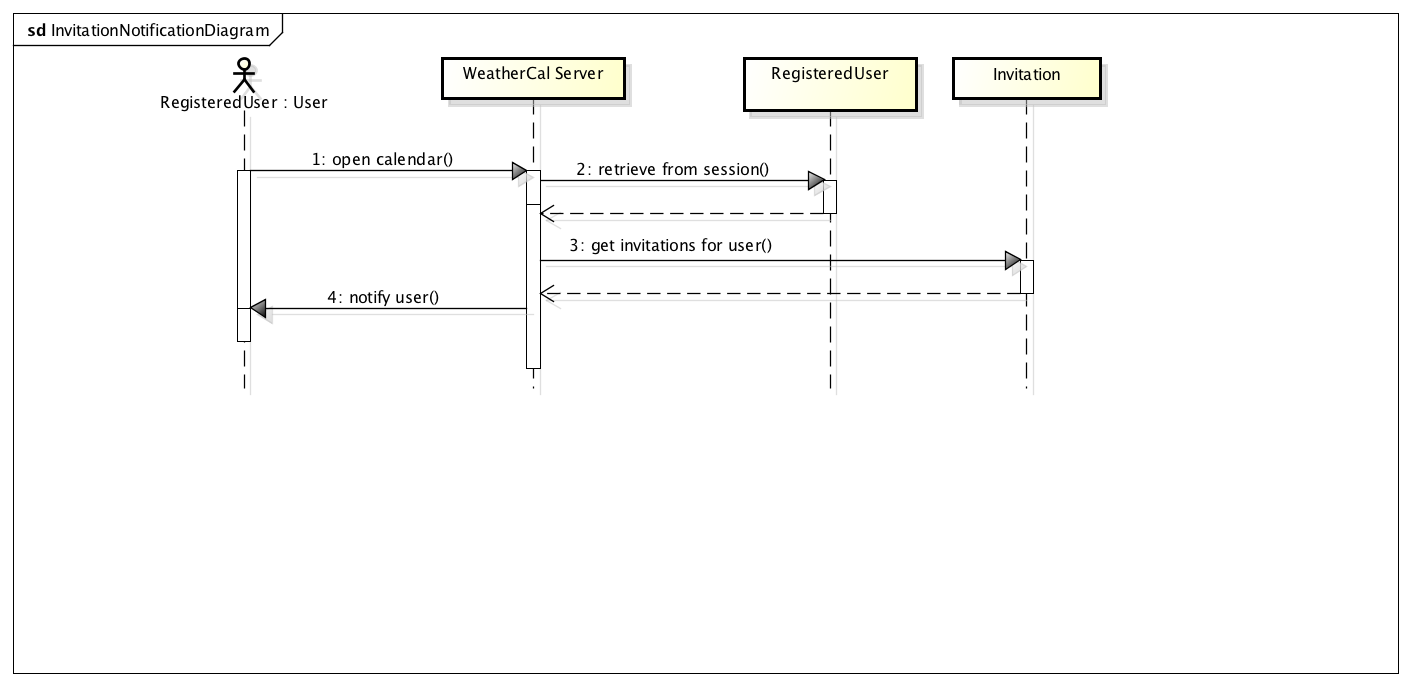 sd InvitationNotificationDiagram
RegisteredUser : User
WeatherCal Server
RegisteredUser
Invitation
1: open calendar()
2: retrieve from session()
3: get invitations for user()
4: notify user()